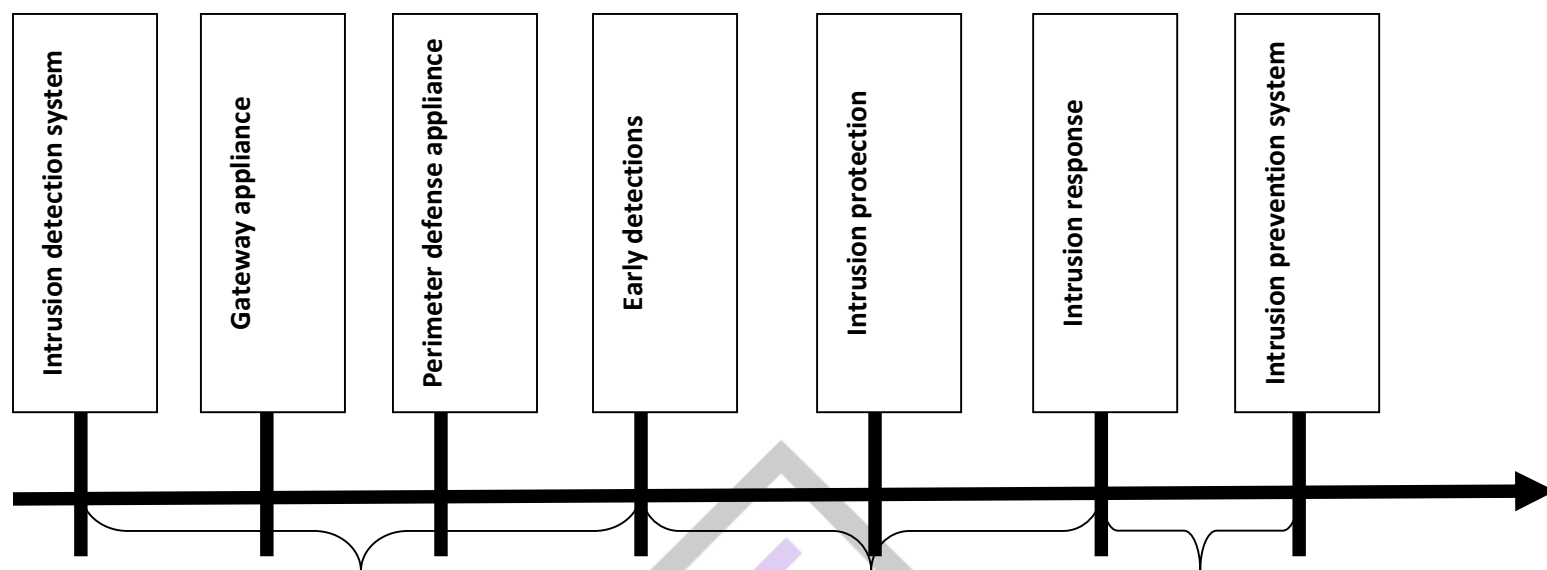 Intrusion detection system
Gateway appliance
Perimeter defense appliance
Early detections
Intrusion protection
Intrusion response
Intrusion prevention system